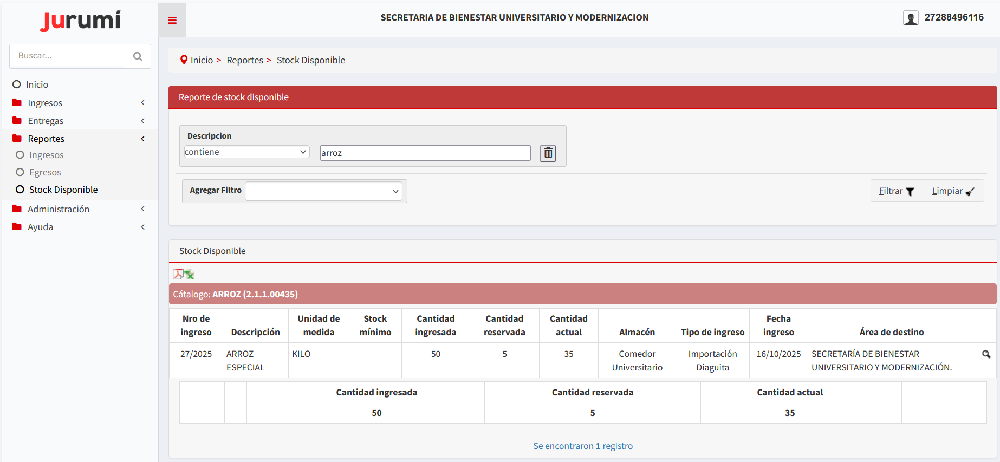 Jurumí
SECRETARIA DE BIENESTAR UNIVERSITARIO Y MODERNIZACION
27288496116
Buscar...
Inicio
Ingresos
Entregas
Reportes
Ingresos
Egresos
Stock Disponible
Administración
Ayuda
Inicio > Reportes > Stock Disponible
Reporte de stock disponible
Descripcion
contiene arroz
Agregar Filtro
Filtrar Limpiar
Stock Disponible
Cátalogo: ARROZ (2.1.1.00435)
Nro de ingreso Descripción Unidad de medida Stock mínimo Cantidad ingresada Cantidad reservada Cantidad actual Almacén Tipo de ingreso Fecha ingreso Área de destino
27/2025 ARROZ ESPECIAL KILO 50 5 35 Comedor Universitario Importación Diaguita 16/10/2025 SECRETARÍA DE BIENESTAR UNIVERSITARIO Y MODERNIZACIÓN.
Cantidad ingresada Cantidad reservada Cantidad actual
50 5 35
Se encontraron 1 registro